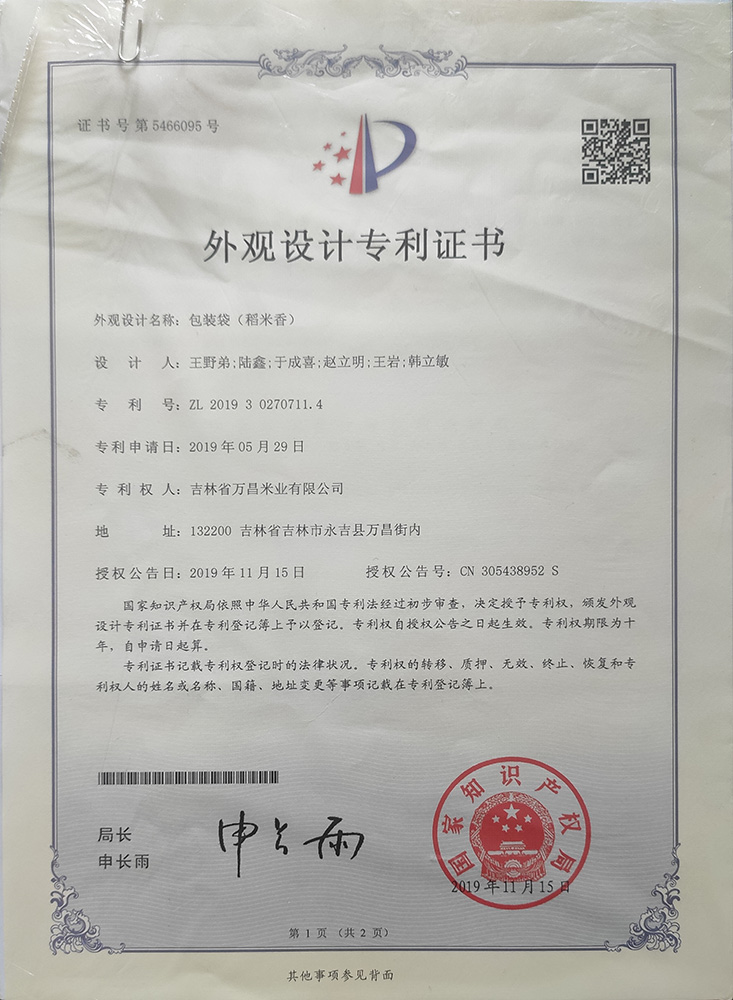 证书号第5466095号
外观设计专利证书
外观设计名称：包装袋（稻米香）
设计人：王野弟;陆鑫;于成喜;赵立明;王岩;韩立敏
专利号：ZL 2019 3 0270711.4
专利申请日：2019年05月29日
专利权人：吉林省万昌米业有限公司
地址：132200 吉林省吉林市永吉县万昌街内
授权公告日：2019年11月15日 授权公告号：CN 305438952 S
国家知识产权局依照中华人民共和国专利法经过初步审查，决定授予专利权，颁发外观
设计专利证书并在专利登记簿上予以登记。专利权自授权公告之日起生效。专利权期限为十
年，自申请日起算。
专利证书记载专利权登记时的法律状况。专利权的转移、质押、无效、终止、恢复和专
利权人的姓名或名称、国籍、地址变更等事项记载在专利登记簿上。
局长
申长雨
申长雨
国家知识产权局
2019年11月15日
第1页（共2页）
其他事项参见背面